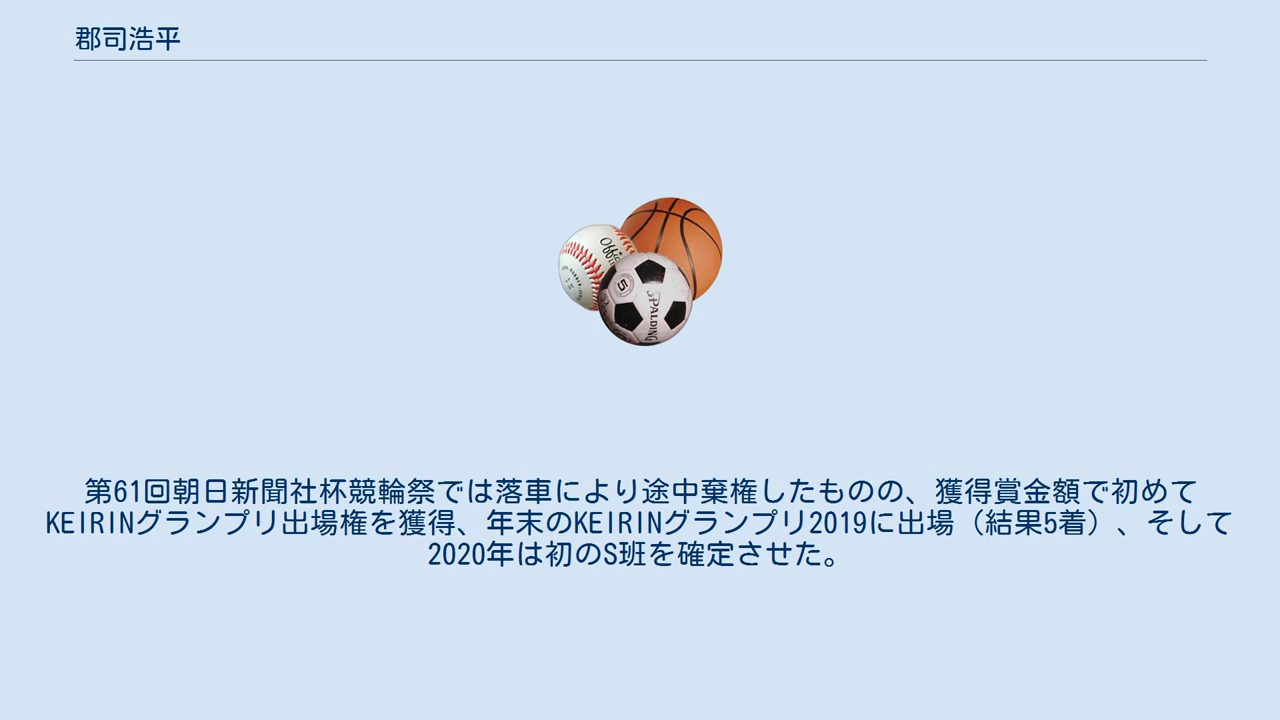 郡司浩平
Offic
5
SPALDING
第61回朝日新聞社杯競輪祭では落車により途中棄権したものの、獲得賞金額で初めて
KEIRINグランプリ出場権を獲得、年末のKEIRINグランプリ2019に出場（結果5着）、そして
2020年は初のS班を確定させた。